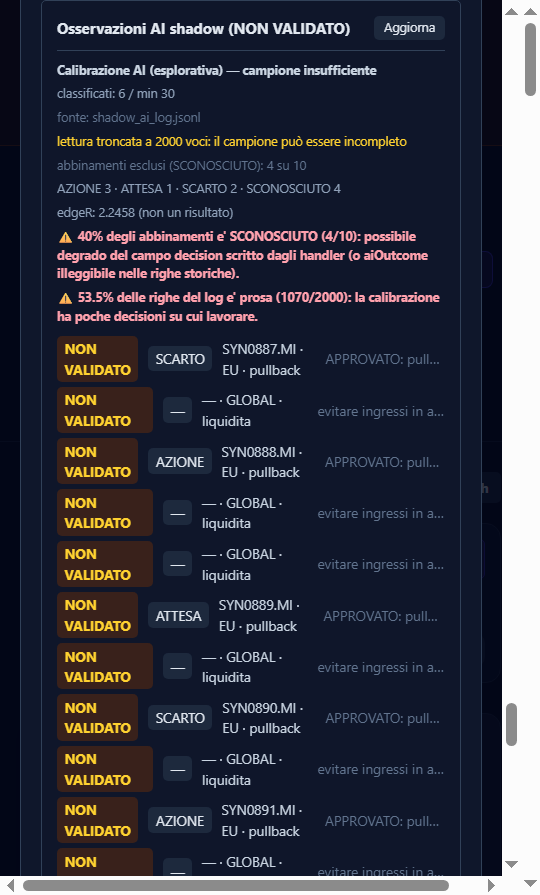 Osservazioni AI shadow (NON VALIDATO) Aggiorna
Calibrazione AI (esplorativa) — campione insufficiente
classificati: 6 / min 30
fonte: shadow_ai_log.jsonl
lettura troncata a 2000 voci: il campione può essere incompleto
abbinamenti esclusi (SCONOSCIUTO): 4 su 10
AZIONE 3 · ATTESA 1 · SCARTO 2 · SCONOSCIUTO 4
edgeR: 2.2458 (non un risultato)
⚠ 40% degli abbinamenti e' SCONOSCIUTO (4/10): possibile
degrado del campo decision scritto dagli handler (o aiOutcome
illeggibile nelle righe storiche).
⚠ 53.5% delle righe del log e' prosa (1070/2000): la calibrazione
ha poche decisioni su cui lavorare.
NON
VALIDATO
SCARTO
SYN0887.MI ·
EU · pullback
APPROVATO: pull...
NON
VALIDATO
—
— · GLOBAL ·
liquidita
evitare ingressi in a...
NON
VALIDATO
AZIONE
SYN0888.MI ·
EU · pullback
APPROVATO: pull...
NON
VALIDATO
—
— · GLOBAL ·
liquidita
evitare ingressi in a...
NON
VALIDATO
—
— · GLOBAL ·
liquidita
evitare ingressi in a...
NON
VALIDATO
ATTESA
SYN0889.MI ·
EU · pullback
APPROVATO: pull...
NON
VALIDATO
—
— · GLOBAL ·
liquidita
evitare ingressi in a...
NON
VALIDATO
SCARTO
SYN0890.MI ·
EU · pullback
APPROVATO: pull...
NON
VALIDATO
—
— · GLOBAL ·
liquidita
evitare ingressi in a...
NON
VALIDATO
AZIONE
SYN0891.MI ·
EU · pullback
APPROVATO: pull...
NON
—
— · GLOBAL ·
evitare ingressi in a...